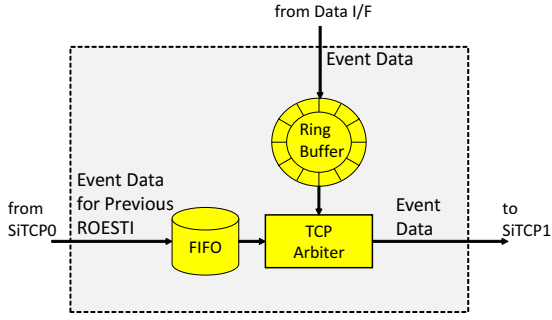 from Data I/F
Event Data
Ring
Buffer
Event Data
for Previous
ROESTI
from
SiTCP0
FIFO
TCP
Arbiter
Event
Data
to
SiTCP1